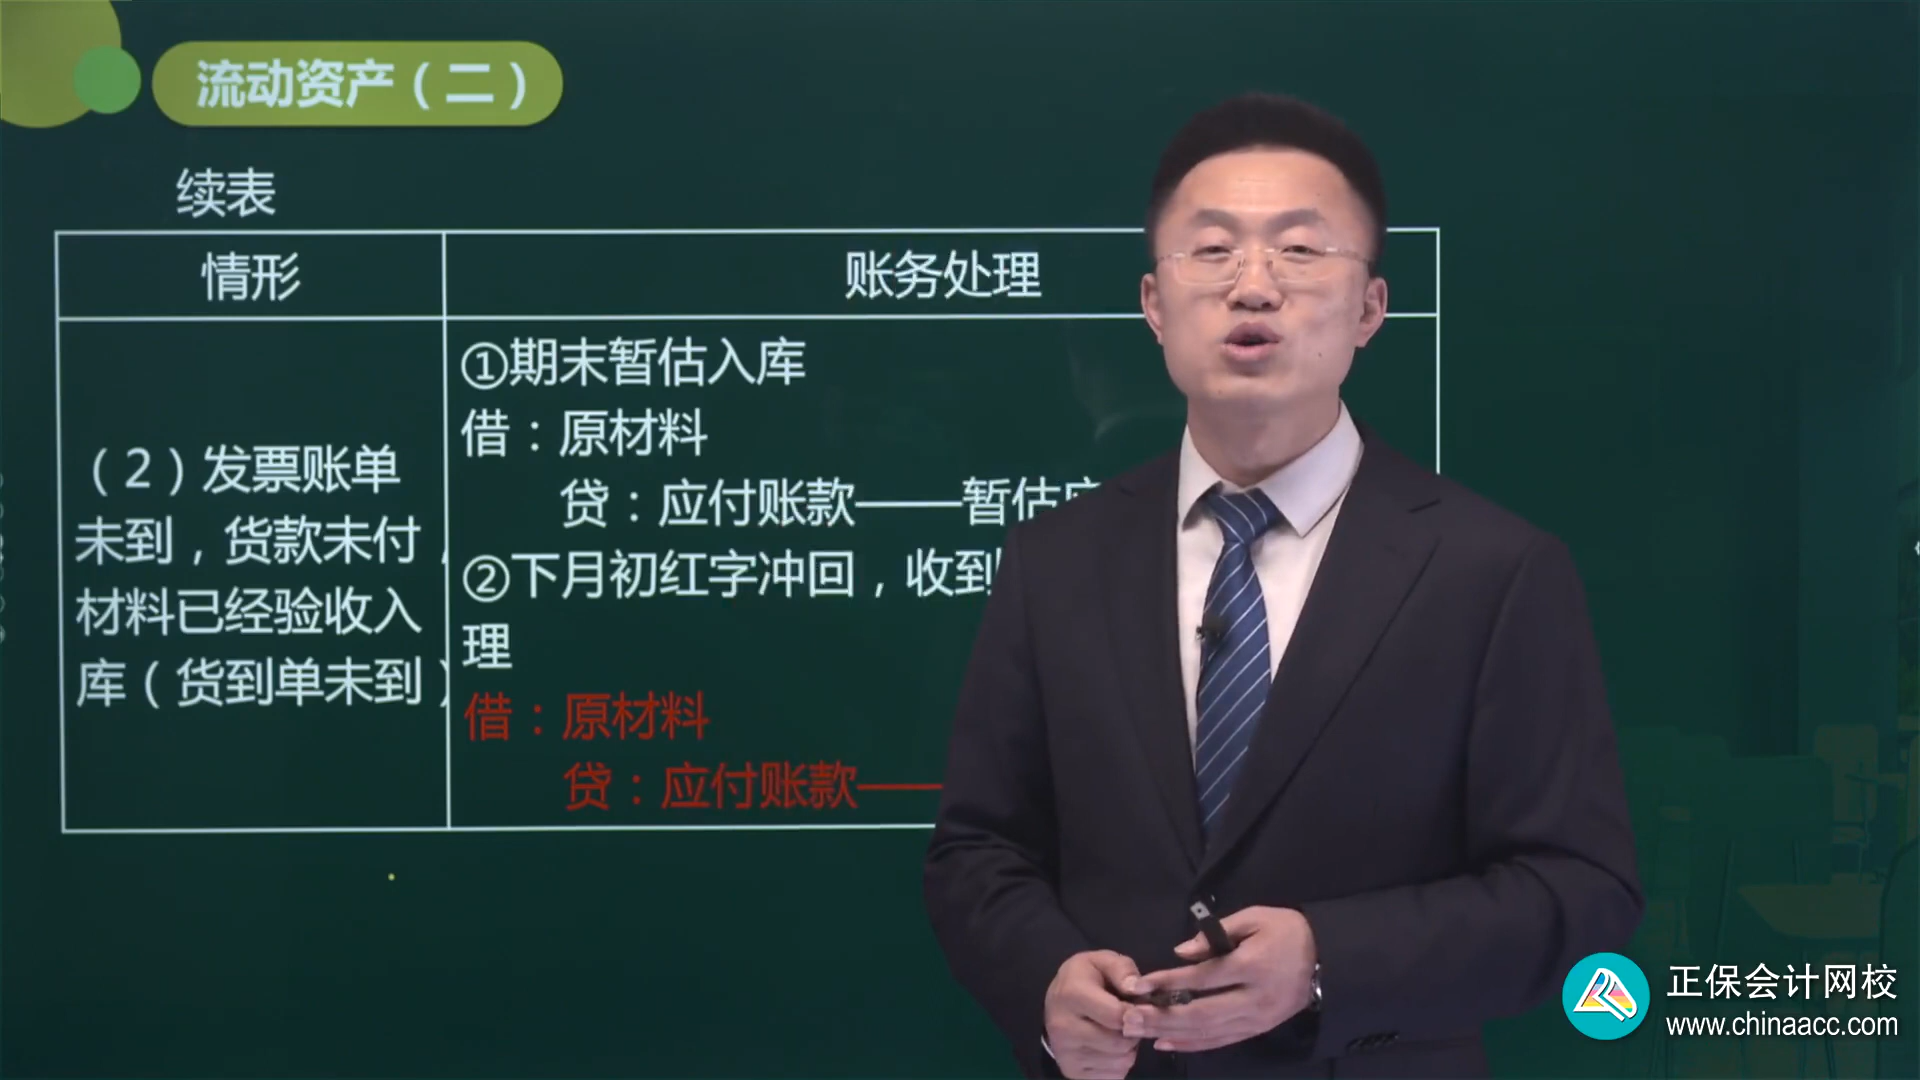 流动资产（二）
续表
情形
账务处理
（2）发票账单
未到，货款未付，
材料已经验收入
库（货到单未到）
①期末暂估入库
借：原材料
贷：应付账款——暂估
②下月初红字冲回，收到
理
借：原材料
贷：应付账款——
正保会计网校
www.chinaacc.com